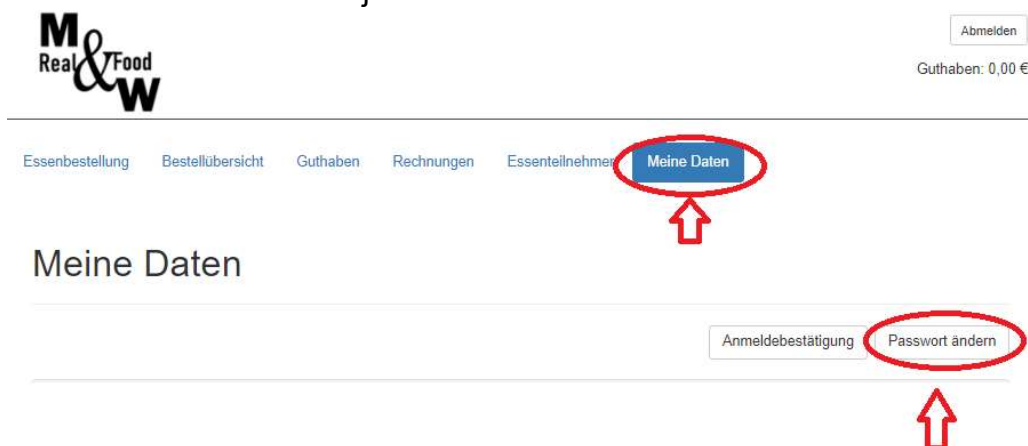 M & W
Real Food
Abmelden
Guthaben: 0,00 €
Essenbestellung Bestellübersicht Guthaben Rechnungen Essenteilnehmer Meine Daten
Meine Daten
Anmeldebestätigung Passwort ändern